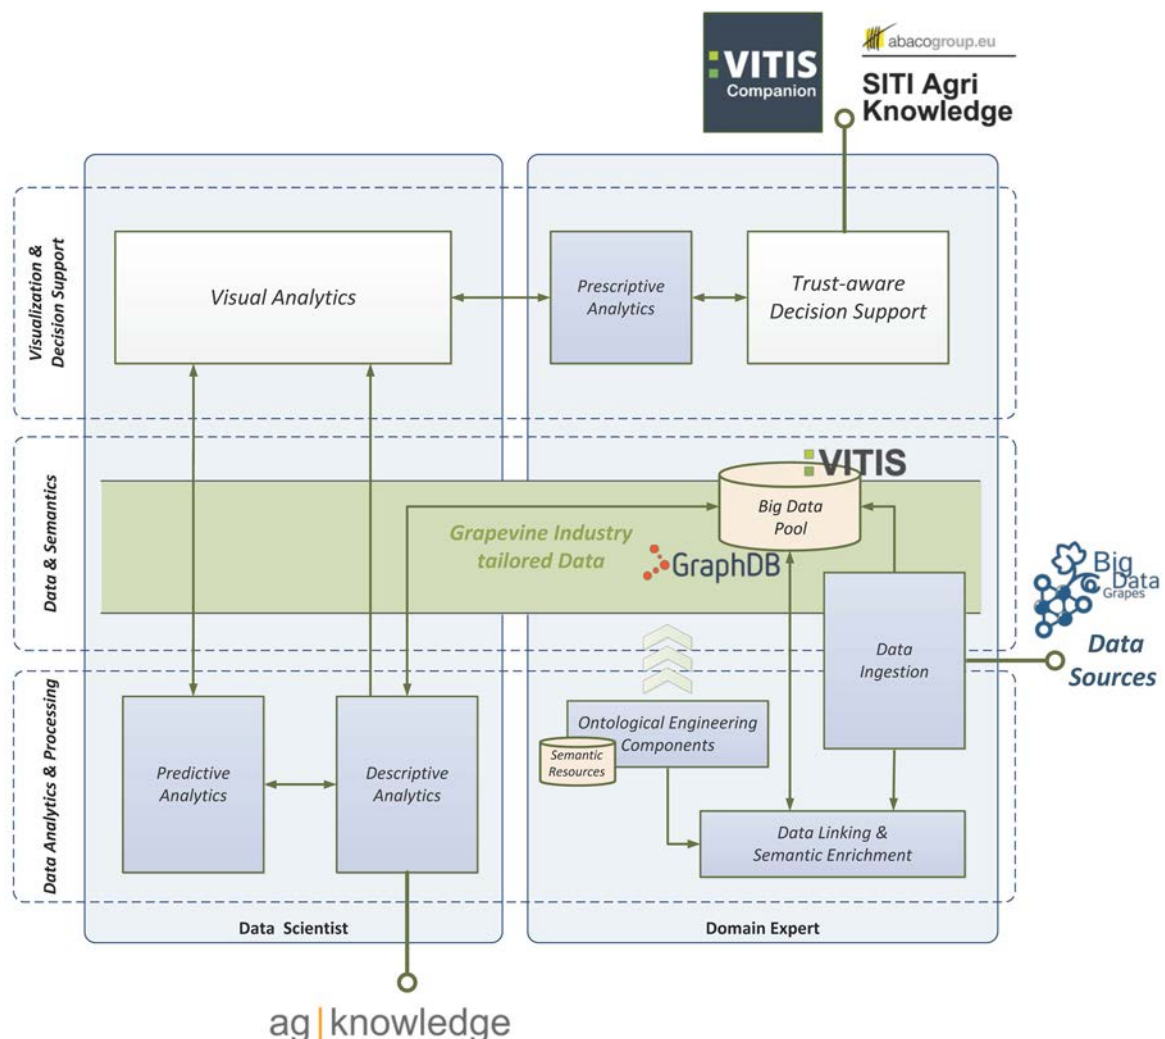 :VITIS
Companion
abacogroup.eu
SITI Agri
Knowledge
Visualization &
Decision Support
Visual Analytics
Prescriptive
Analytics
Trust-aware
Decision Support
Data & Semantics
Grapevine Industry
tailored Data
:VITIS
Big Data
Pool
GraphDB
Data
Ingestion
Big
Data
Grapes
Data
Sources
Data Analytics & Processing
Predictive
Analytics
Descriptive
Analytics
Ontological Engineering
Components
Semantic
Resources
Data Linking &
Semantic Enrichment
Data Scientist
Domain Expert
ag|knowledge